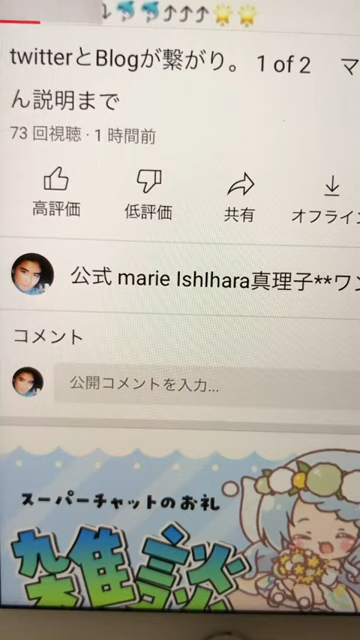 twitterとBlogが繋がり。 1 of 2 マ
ん説明まで
73 回視聴・1 時間前
高評価
低評価
共有
オフライン
公式 marie IshIhara真理子**ワン
コメント
公開コメントを入力...
スーパーチャットのお礼
雑談